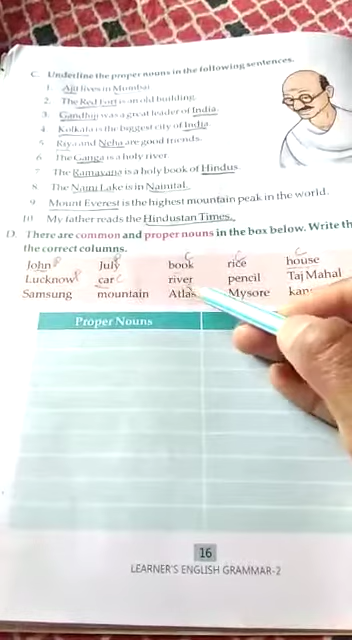 C. Underline the proper nouns in the following sentences.
1. Ajit lives in Mumbai
2. The Red Fort is an old building.
3. Gandhiji was a great leader of India.
4. Kolkata is the biggest city of India.
5. Riya and Neha are good friends.
6. The Ganga is a holy river.
7. The Ramayana is a holy book of Hindus.
8. The Naini Lake is in Nainital.
9. Mount Everest is the highest mountain peak in the world.
10. My father reads the Hindustan Times.
D. There are common and proper nouns in the box below. Write th
the correct columns.
John P July P book C rice C house C
Lucknow P car C river pencil Taj Mahal
Samsung mountain Atlas Mysore kan
Proper Nouns
16
LEARNER'S ENGLISH GRAMMAR-2